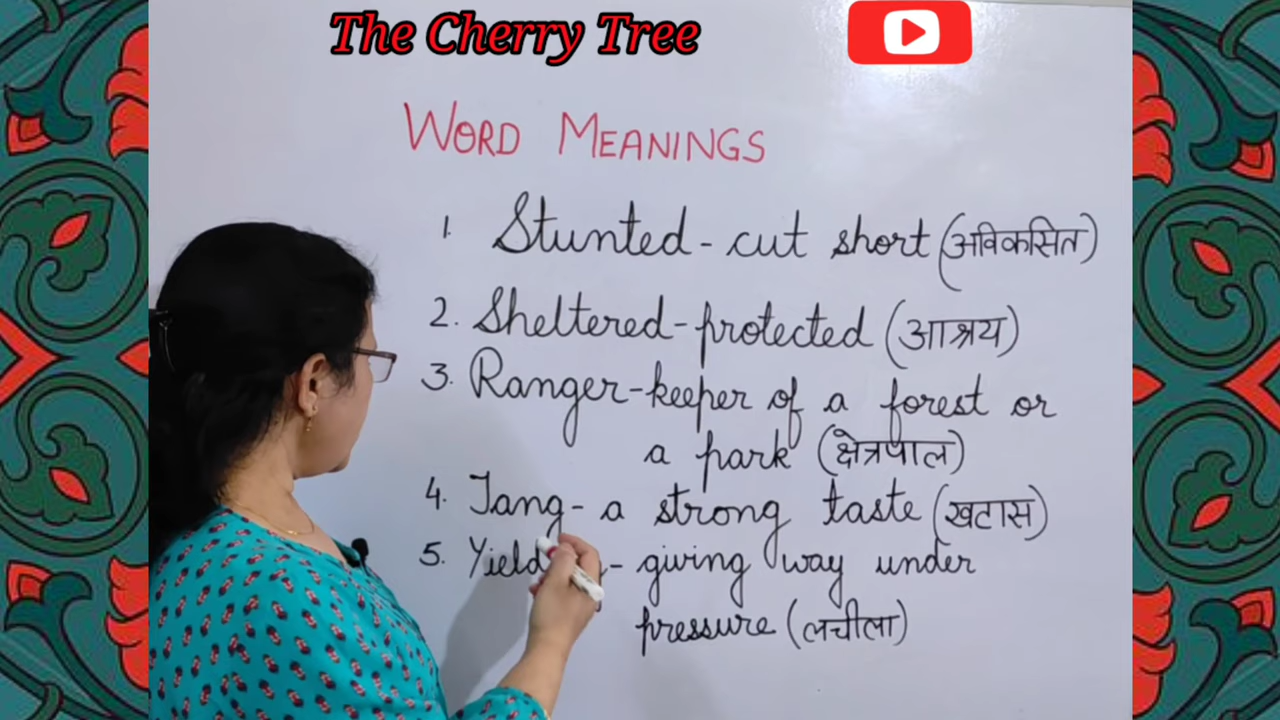 The Cherry Tree
WORD MEANINGS
1. Stunted - cut short (अविकसित)
2. Sheltered - protected (आश्रय)
3. Ranger - keeper of a forest or
a park (क्षेत्रपाल)
4. Tang - a strong taste (खटास)
5. - giving way under
pressure (लचीला)